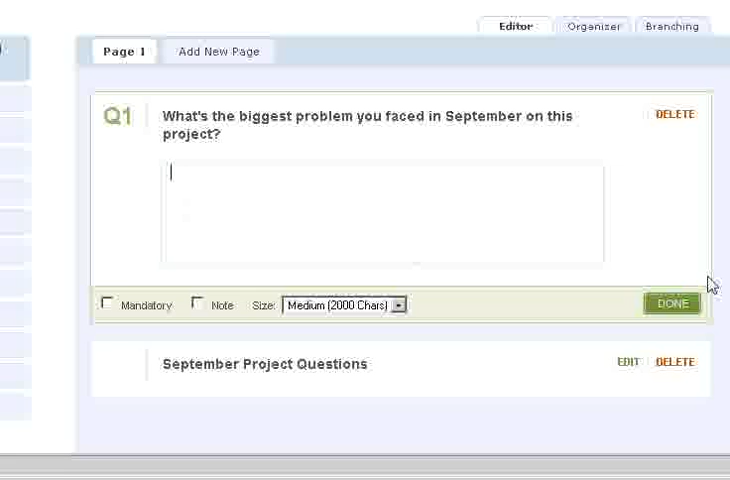 Editor Organizer Branching
Page 1 Add New Page
Q1 What's the biggest problem you faced in September on this DELETE
project?
Mandatory Note Size: Medium (2000 Chars) DONE
September Project Questions EDIT DELETE